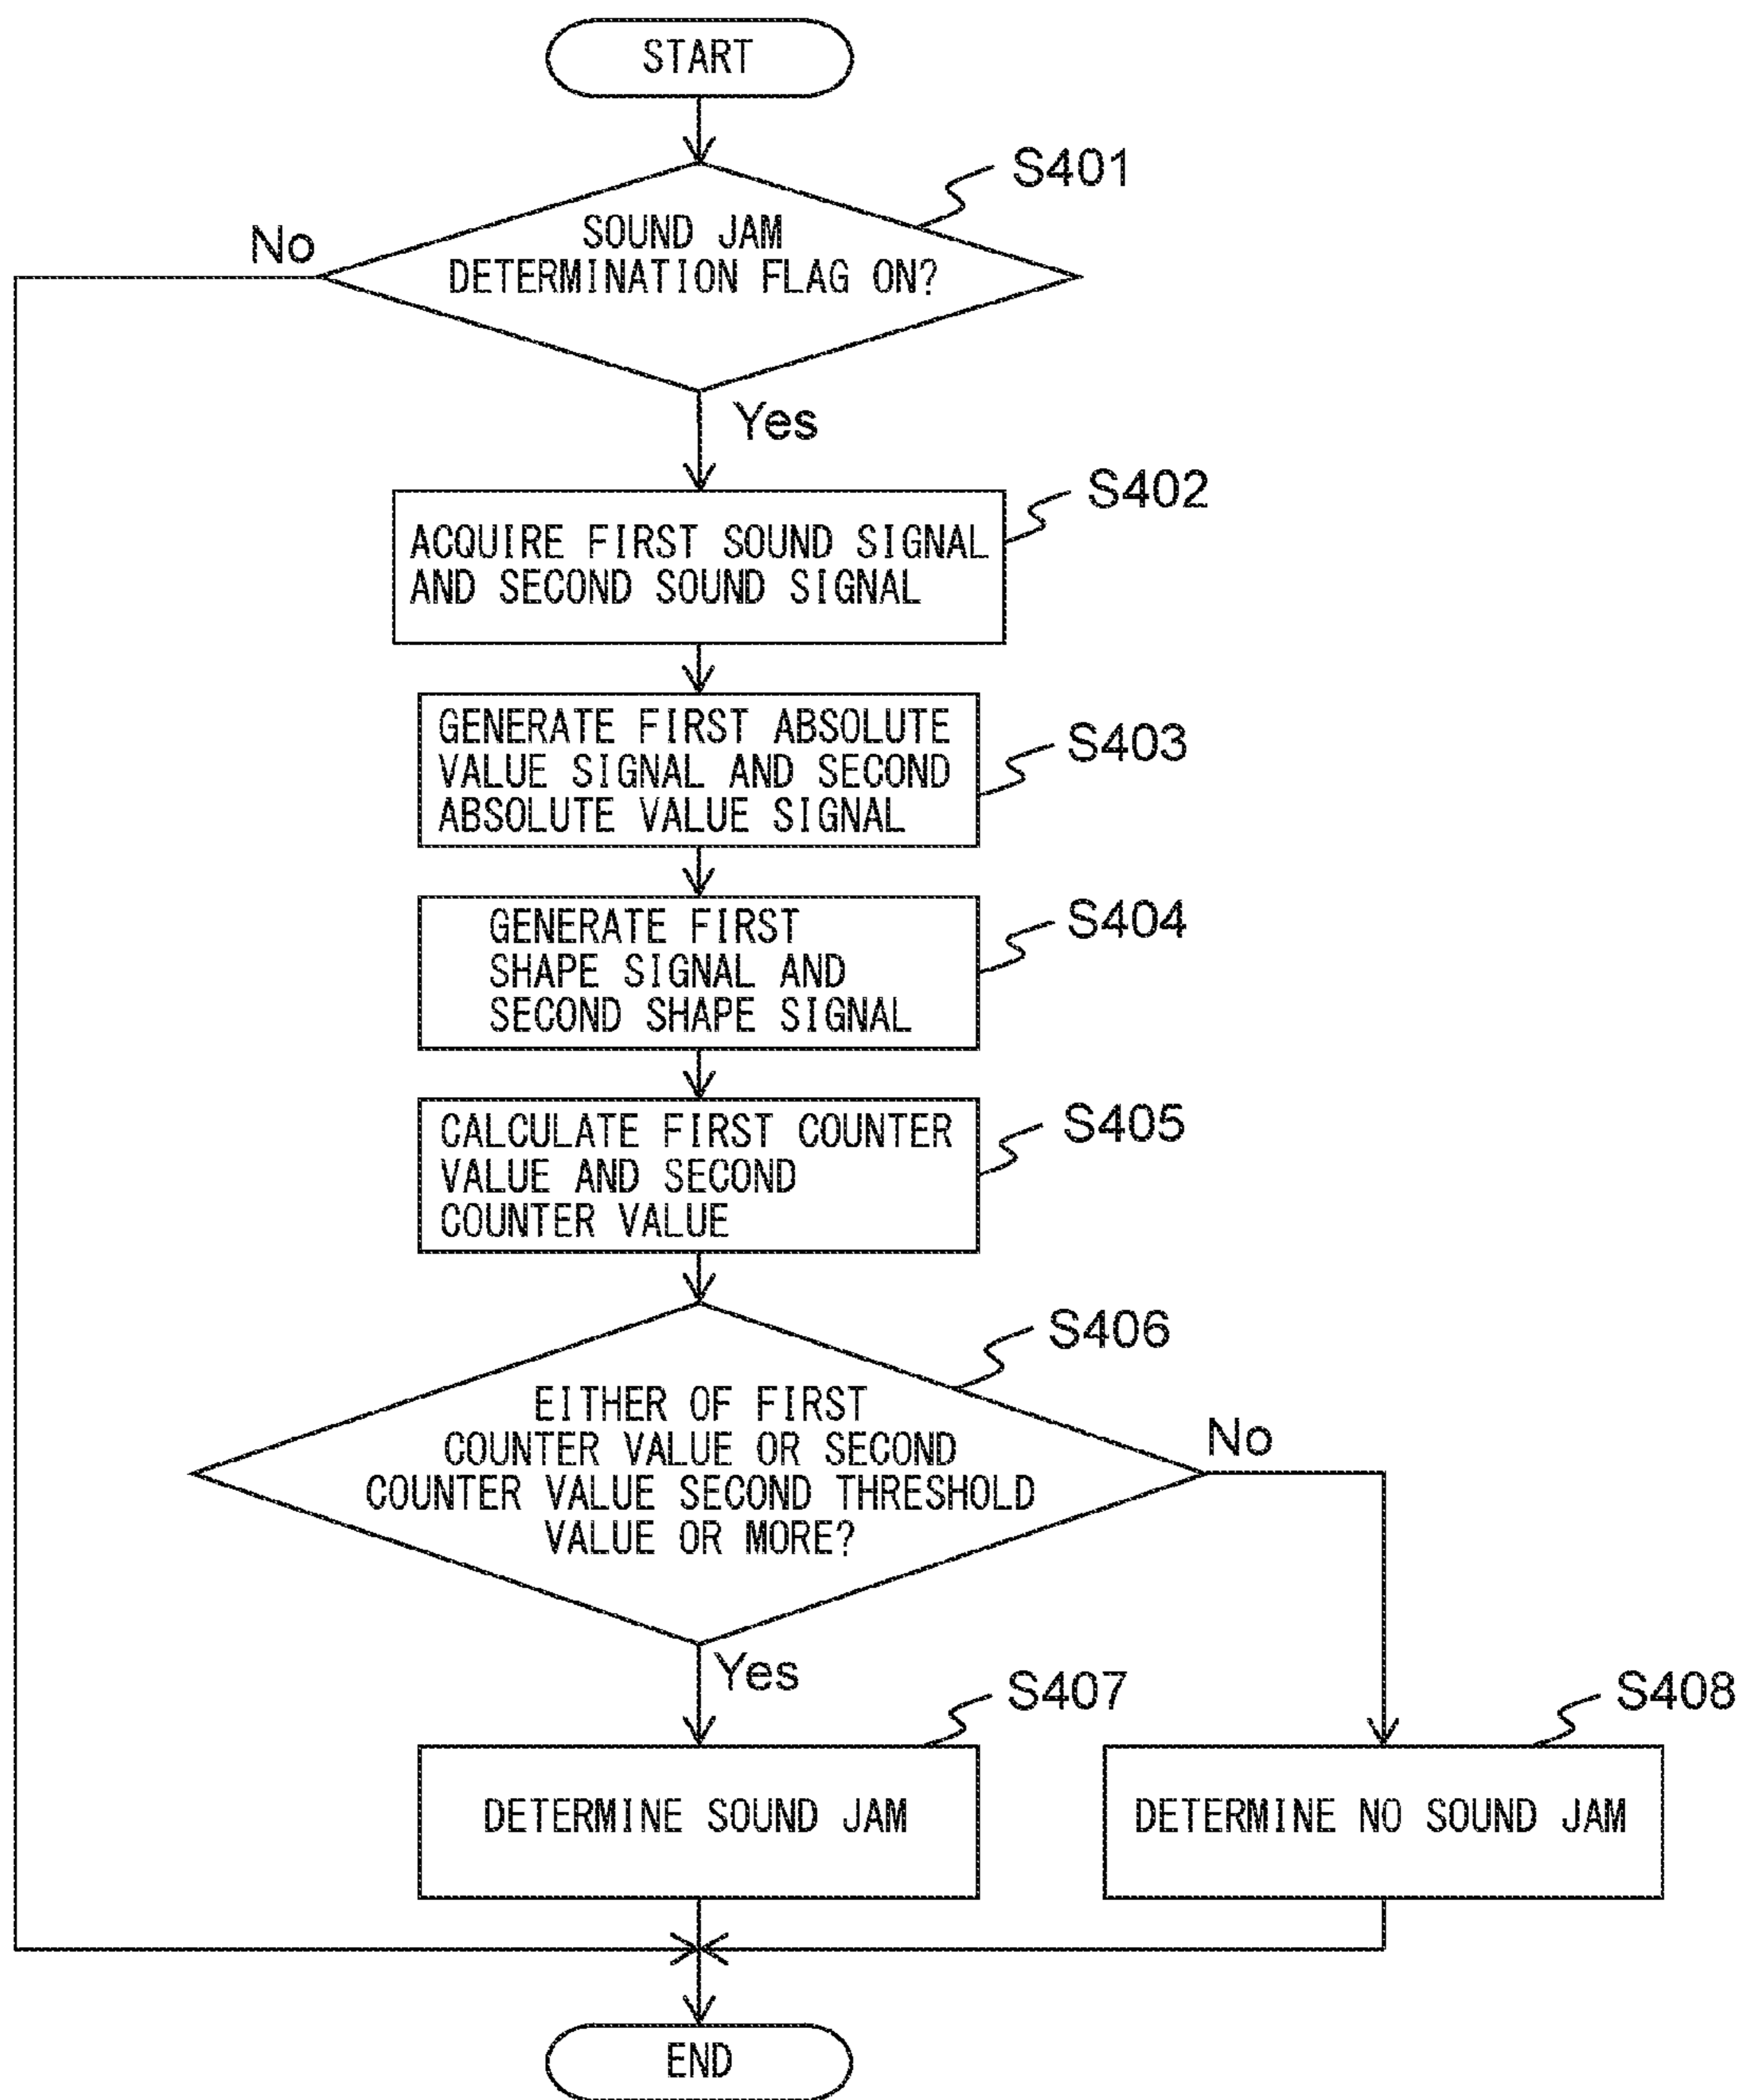 START
S401
No
SOUND JAM
DETERMINATION FLAG ON?
Yes
S402
ACQUIRE FIRST SOUND SIGNAL
AND SECOND SOUND SIGNAL
S403
GENERATE FIRST ABSOLUTE
VALUE SIGNAL AND SECOND
ABSOLUTE VALUE SIGNAL
S404
GENERATE FIRST
SHAPE SIGNAL AND
SECOND SHAPE SIGNAL
S405
CALCULATE FIRST COUNTER
VALUE AND SECOND
COUNTER VALUE
S406
EITHER OF FIRST
COUNTER VALUE OR SECOND
COUNTER VALUE SECOND THRESHOLD
VALUE OR MORE?
No
Yes
S407
S408
DETERMINE SOUND JAM
DETERMINE NO SOUND JAM
END